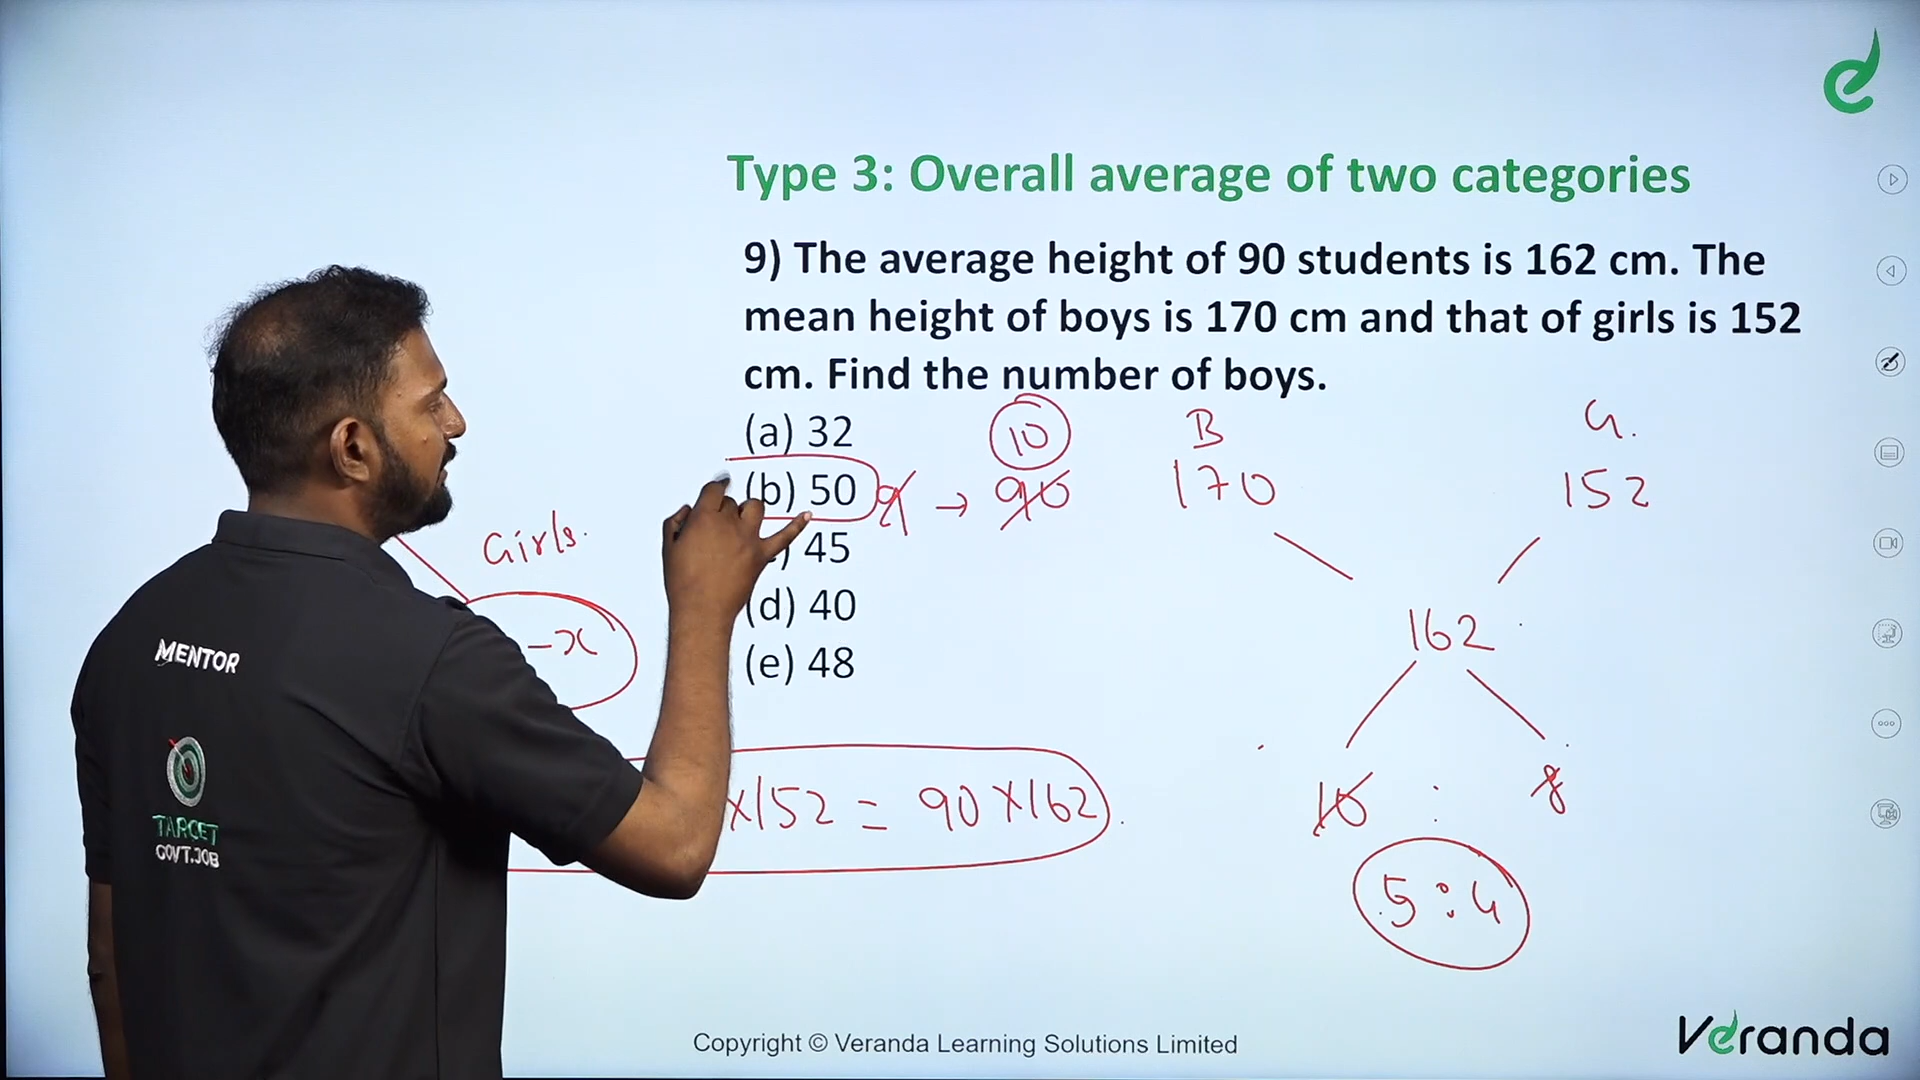 Type 3: Overall average of two categories
9) The average height of 90 students is 162 cm. The
mean height of boys is 170 cm and that of girls is 152
cm. Find the number of boys.
(a) 32
(b) 50
45
(d) 40
(e) 48
10
9 → 90
B
170
G.
152
162
10 : 8
5 : 4
Girls.
-x
x152 = 90 x162
MENTOR
TARGET
GOVT.JOB
Copyright © Veranda Learning Solutions Limited
Veranda